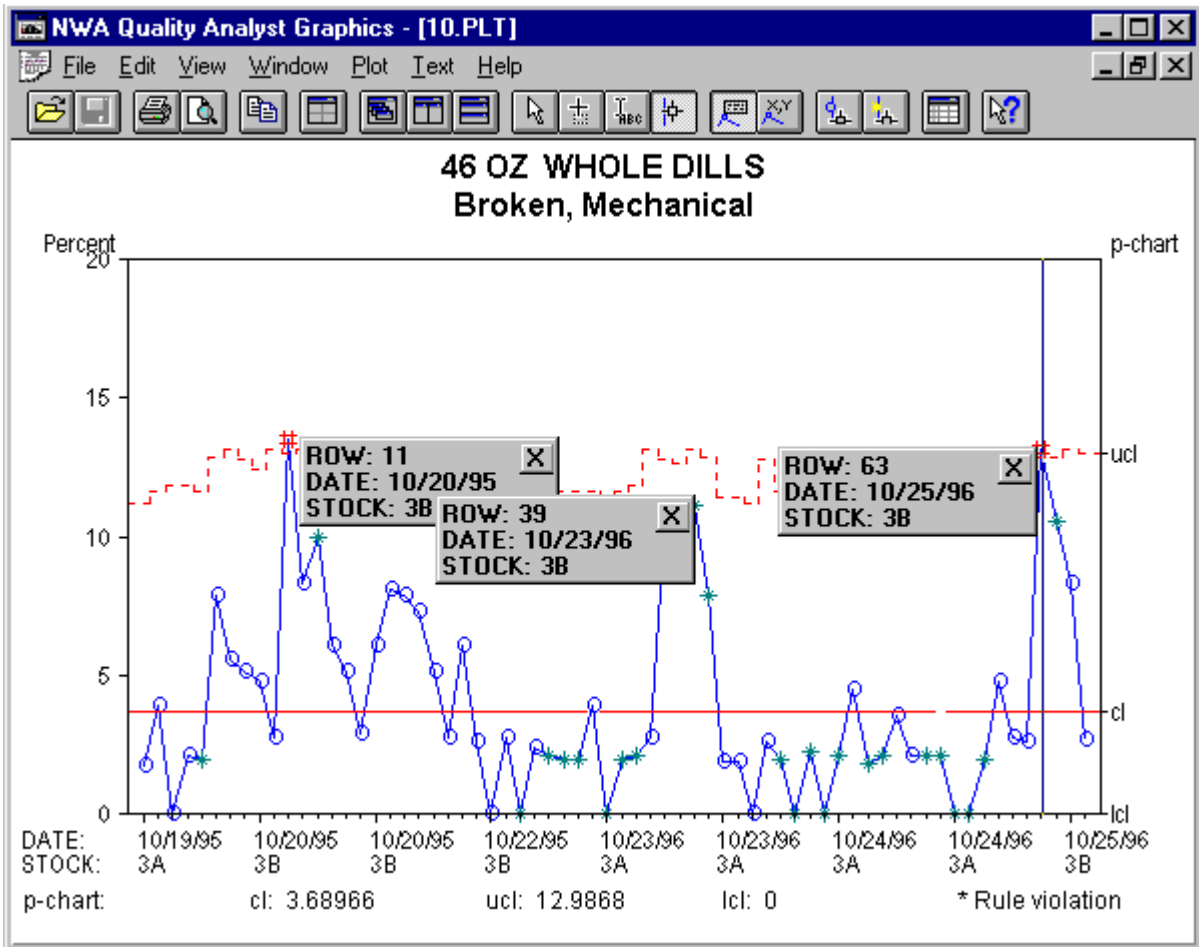 NWA Quality Analyst Graphics - [10.PLT]
File Edit View Window Plot Text Help
ABC X,Y ?
46 OZ WHOLE DILLS
Broken, Mechanical
Percent p-chart
20
15
10
5
0
ucl
cl
lcl
ROW: 11
DATE: 10/20/95
STOCK: 3B
ROW: 39
DATE: 10/23/96
STOCK: 3B
ROW: 63
DATE: 10/25/96
STOCK: 3B
DATE: 10/19/95 10/20/95 10/20/95 10/22/95 10/23/96 10/23/96 10/24/96 10/24/96 10/25/96
STOCK: 3A 3B 3B 3B 3A 3A 3A 3A 3B
p-chart: cl: 3.68966 ucl: 12.9868 lcl: 0 * Rule violation